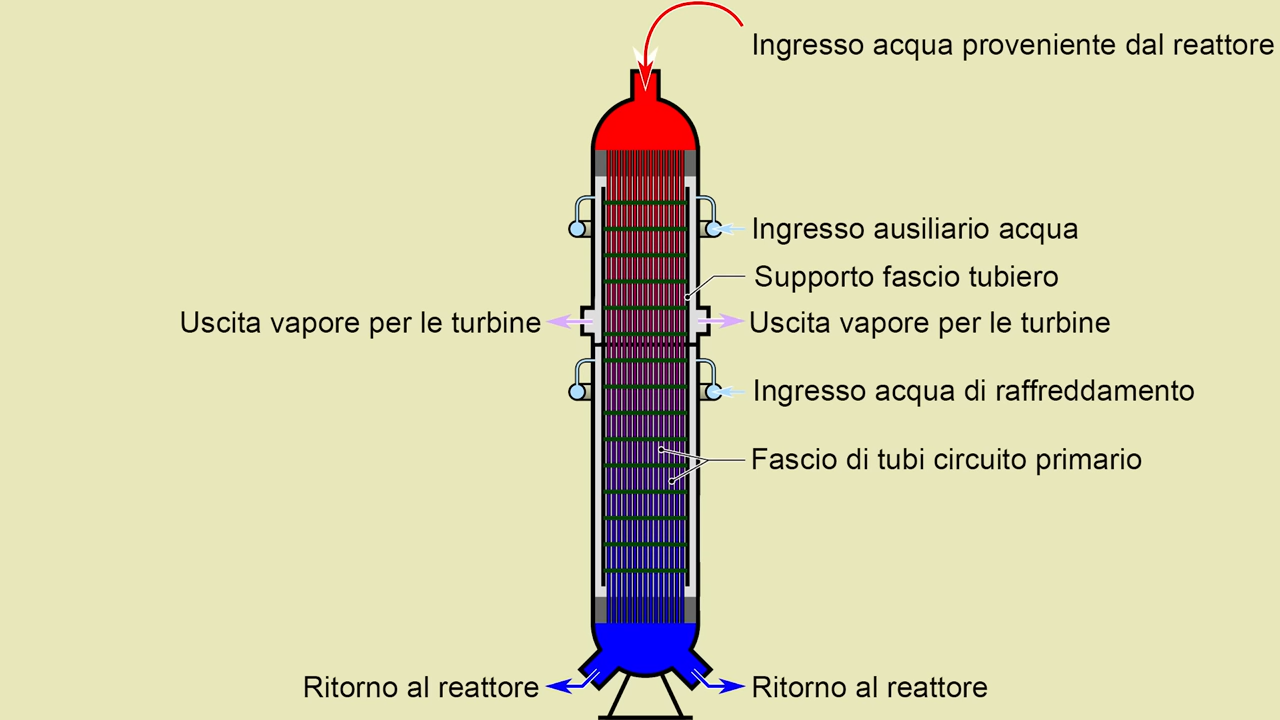 Ingresso acqua proveniente dal reattore
Ingresso ausiliario acqua
Supporto fascio tubiero
Uscita vapore per le turbine
Uscita vapore per le turbine
Ingresso acqua di raffreddamento
Fascio di tubi circuito primario
Ritorno al reattore
Ritorno al reattore